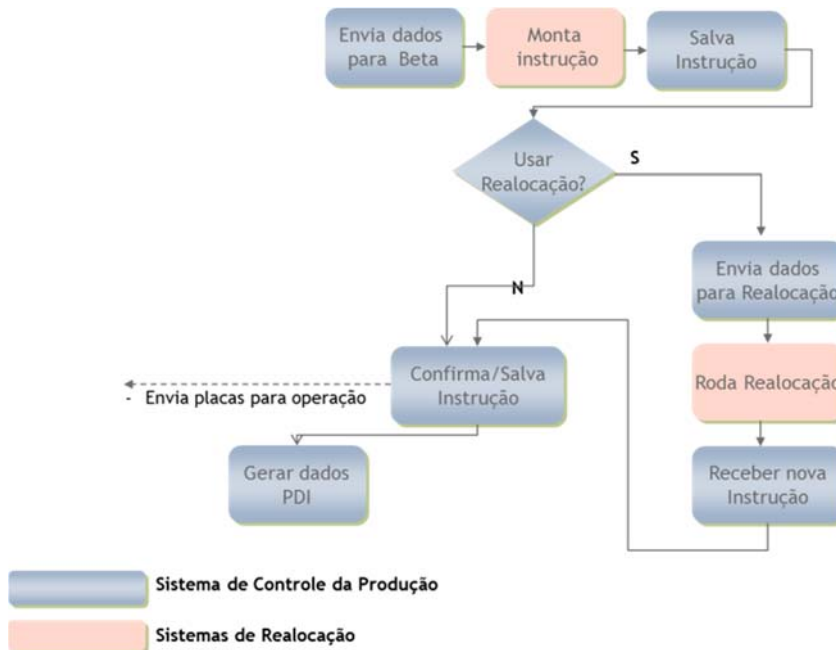 Envia dados
para Beta
Monta
instrução
Salva
Instrução
Usar
Realocação?
S
N
Envia dados
para Realocação
Roda Realocação
Receber nova
Instrução
Confirma/Salva
Instrução
- Envia placas para operação
Gerar dados
PDI
Sistema de Controle da Produção
Sistemas de Realocação